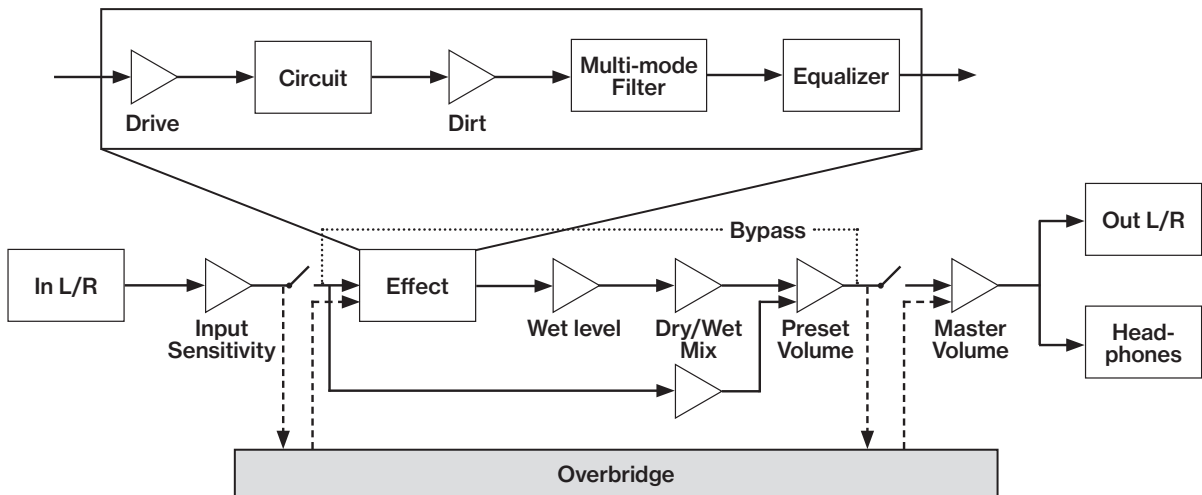 Drive
Circuit
Dirt
Multi-mode
Filter
Equalizer
Bypass
In L/R
Input
Sensitivity
Effect
Wet level
Dry/Wet
Mix
Preset
Volume
Master
Volume
Out L/R
Head-
phones
Overbridge